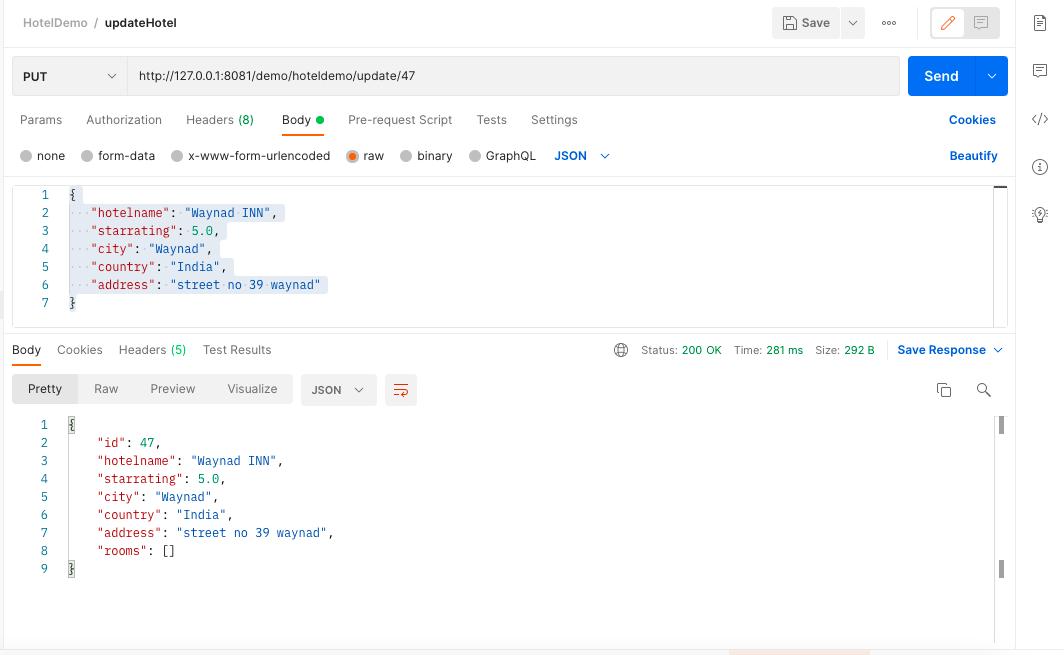 HotelDemo / updateHotel
Save
PUT http://127.0.0.1:8081/demo/hoteldemo/update/47 Send
Params Authorization Headers (8) Body Pre-request Script Tests Settings Cookies
none form-data x-www-form-urlencoded raw binary GraphQL JSON Beautify
1 {
2 "hotelname": "Waynad INN",
3 "starrating": 5.0,
4 "city": "Waynad",
5 "country": "India",
6 "address": "street no 39 waynad"
7 }
Body Cookies Headers (5) Test Results Status: 200 OK Time: 281 ms Size: 292 B Save Response
Pretty Raw Preview Visualize JSON
1 {
2 "id": 47,
3 "hotelname": "Waynad INN",
4 "starrating": 5.0,
5 "city": "Waynad",
6 "country": "India",
7 "address": "street no 39 waynad",
8 "rooms": []
9 }